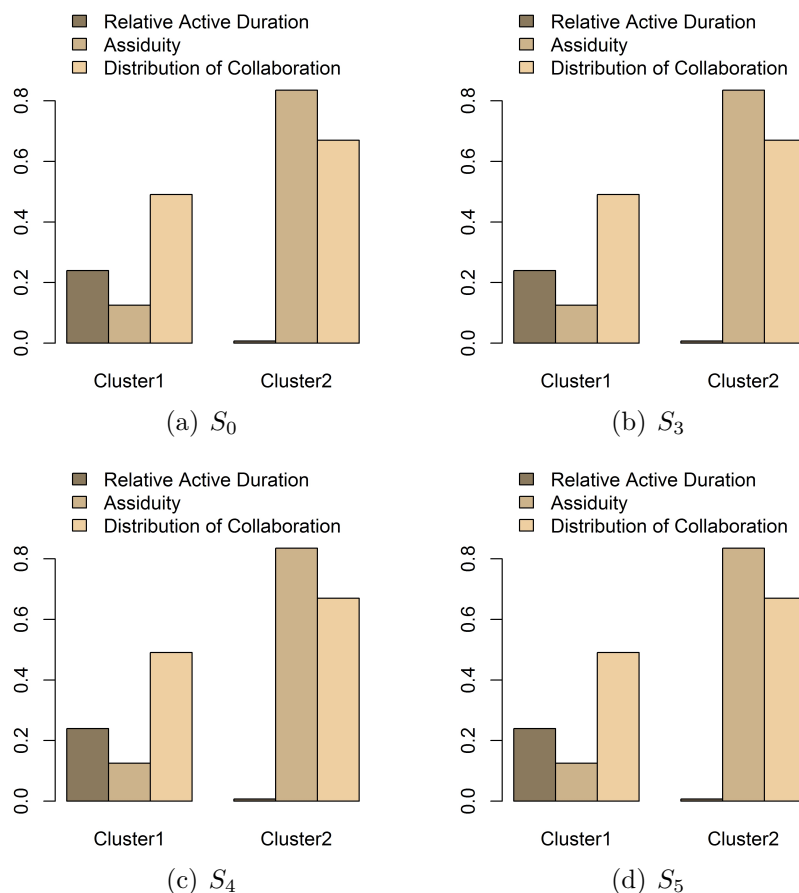 Relative Active Duration
Assiduity
Distribution of Collaboration
0.8
0.6
0.4
0.2
0.0
Cluster1 Cluster2
(a) S₀
Relative Active Duration
Assiduity
Distribution of Collaboration
0.8
0.6
0.4
0.2
0.0
Cluster1 Cluster2
(b) S₃
Relative Active Duration
Assiduity
Distribution of Collaboration
0.8
0.6
0.4
0.2
0.0
Cluster1 Cluster2
(c) S₄
Relative Active Duration
Assiduity
Distribution of Collaboration
0.8
0.6
0.4
0.2
0.0
Cluster1 Cluster2
(d) S₅